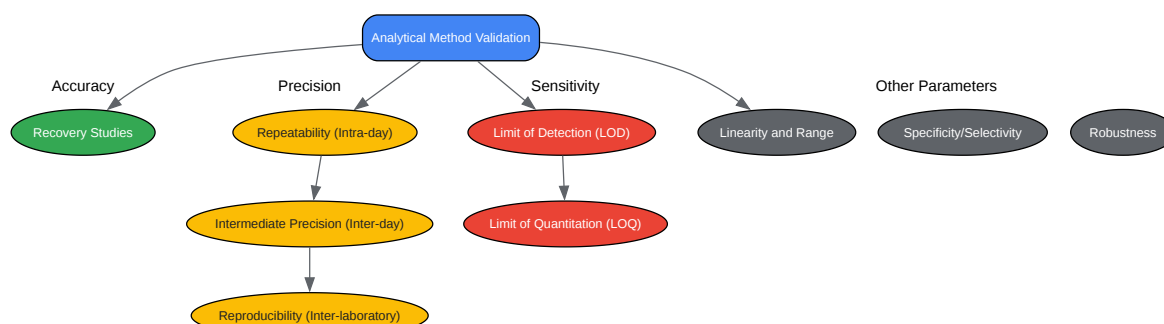 Analytical Method Validation
Accuracy
Precision
Sensitivity
Other Parameters
Recovery Studies
Repeatability (Intra-day)
Limit of Detection (LOD)
Linearity and Range
Specificity/Selectivity
Robustness
Intermediate Precision (Inter-day)
Limit of Quantitation (LOQ)
Reproducibility (Inter-laboratory)